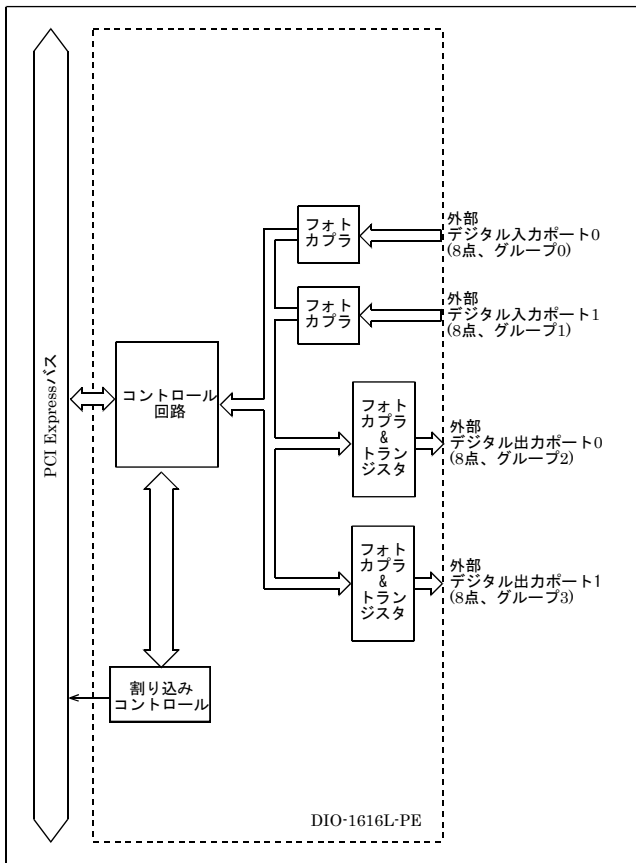 フォト
カプラ
外部
デジタル入力ポート0
(8点、グループ0)
フォト
カプラ
外部
デジタル入力ポート1
(8点、グループ1)
PCI Expressバス
コントロール
回路
フォト
カプラ
&
トラン
ジスタ
外部
デジタル出力ポート0
(8点、グループ2)
フォト
カプラ
&
トラン
ジスタ
外部
デジタル出力ポート1
(8点、グループ3)
割り込み
コントロール
DIO-1616L-PE